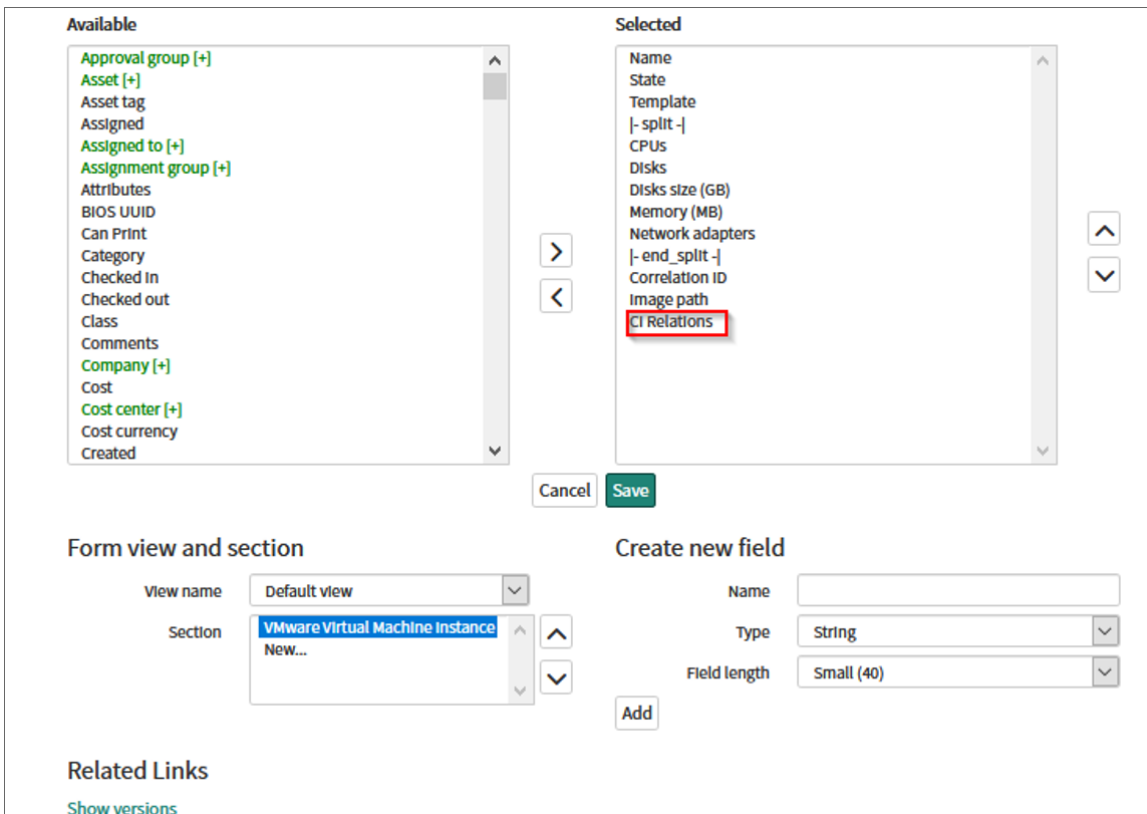 Available
Approval group [+]
Asset [+]
Asset tag
Assigned
Assigned to [+]
Assignment group [+]
Attributes
BIOS UUID
Can Print
Category
Checked in
Checked out
Class
Comments
Company [+]
Cost
Cost center [+]
Cost currency
Created
Selected
Name
State
Template
|- split -|
CPUs
Disks
Disks size (GB)
Memory (MB)
Network adapters
|- end_split -|
Correlation ID
Image path
CI Relations
Cancel
Save
Form view and section
View name
Default view
Section
VMware Virtual Machine Instance
New...
Create new field
Name
Type
String
Field length
Small (40)
Add
Related Links
Show versions